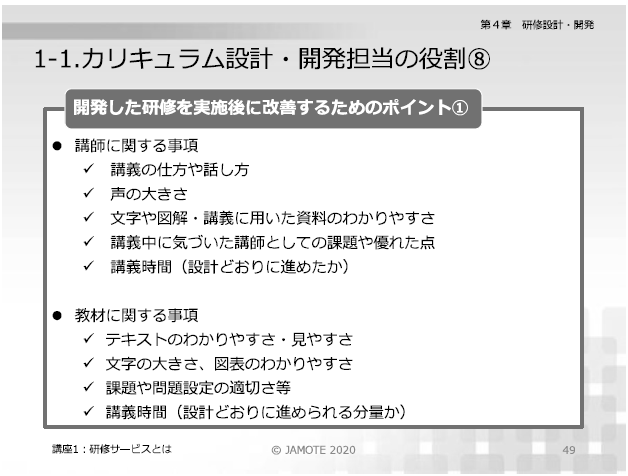 第４章　研修設計・開発
1-1.カリキュラム設計・開発担当の役割⑧
開発した研修を実施後に改善するためのポイント①
● 講師に関する事項
✓ 講義の仕方や話し方
✓ 声の大きさ
✓ 文字や図解・講義に用いた資料のわかりやすさ
✓ 講義中に気づいた講師としての課題や優れた点
✓ 講義時間（設計どおりに進めたか）
● 教材に関する事項
✓ テキストのわかりやすさ・見やすさ
✓ 文字の大きさ、図表のわかりやすさ
✓ 課題や問題設定の適切さ等
✓ 講義時間（設計どおりに進められる分量か）
講座1：研修サービスとは
© JAMOTE 2020
49